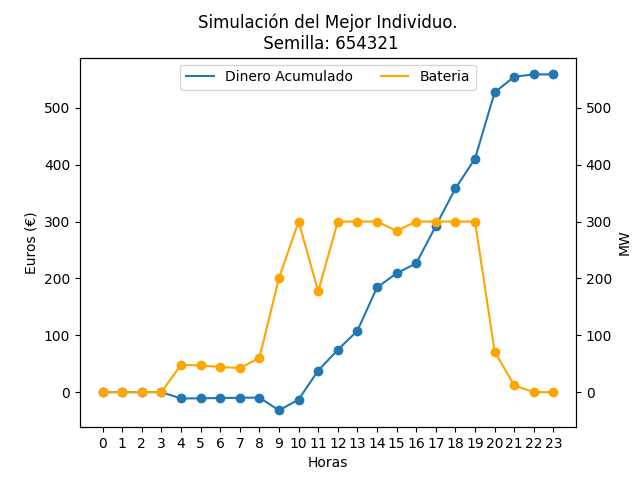 Simulación del Mejor Individuo.
Semilla: 654321
Dinero Acumulado
Bateria
500
400
300
200
100
0
Euros (€)
500
400
300
200
100
0
MW
0 1 2 3 4 5 6 7 8 9 10 11 12 13 14 15 16 17 18 19 20 21 22 23
Horas